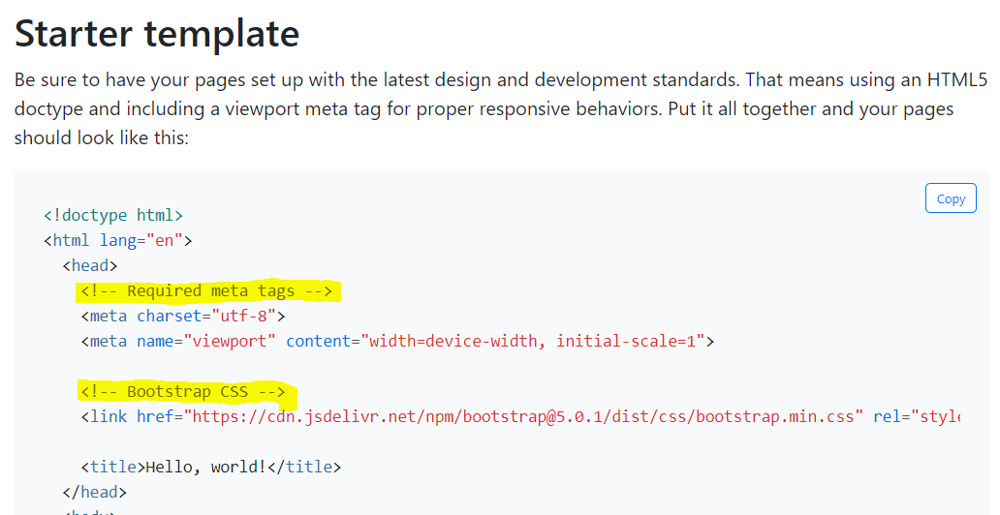 Starter template
Be sure to have your pages set up with the latest design and development standards. That means using an HTML5
doctype and including a viewport meta tag for proper responsive behaviors. Put it all together and your pages
should look like this:
Copy
<!doctype html>
<html lang="en">
<head>
<!-- Required meta tags -->
<meta charset="utf-8">
<meta name="viewport" content="width=device-width, initial-scale=1">
<!-- Bootstrap CSS -->
<link href="https://cdn.jsdelivr.net/npm/bootstrap@5.0.1/dist/css/bootstrap.min.css" rel="style
<title>Hello, world!</title>
</head>